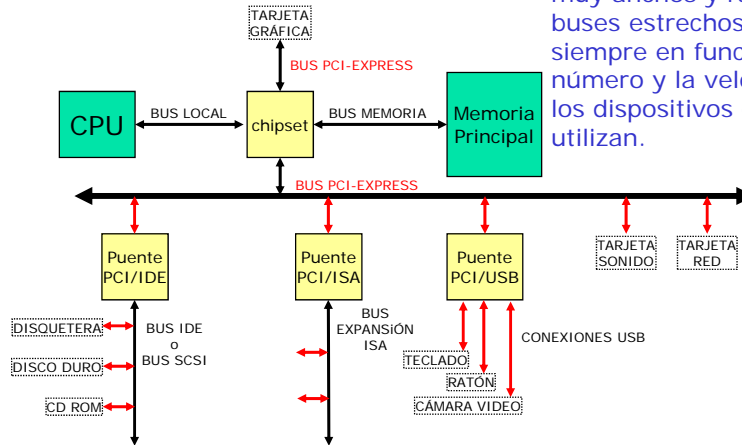 muy anchos y
buses estrechos
siempre en
número y la
los dispositivos
utilizan.
TARJETA
GRÁFICA
BUS PCI-EXPRESS
CPU
BUS LOCAL
chipset
BUS MEMORIA
Memoria
Principal
BUS PCI-EXPRESS
Puente
PCI/IDE
Puente
PCI/ISA
Puente
PCI/USB
TARJETA
SONIDO
TARJETA
RED
DISQUETERA
DISCO DURO
CD ROM
BUS IDE
o
BUS SCSI
BUS
EXPANSIÓN
ISA
CONEXIONES USB
TECLADO
RATÓN
CÁMARA VIDEO